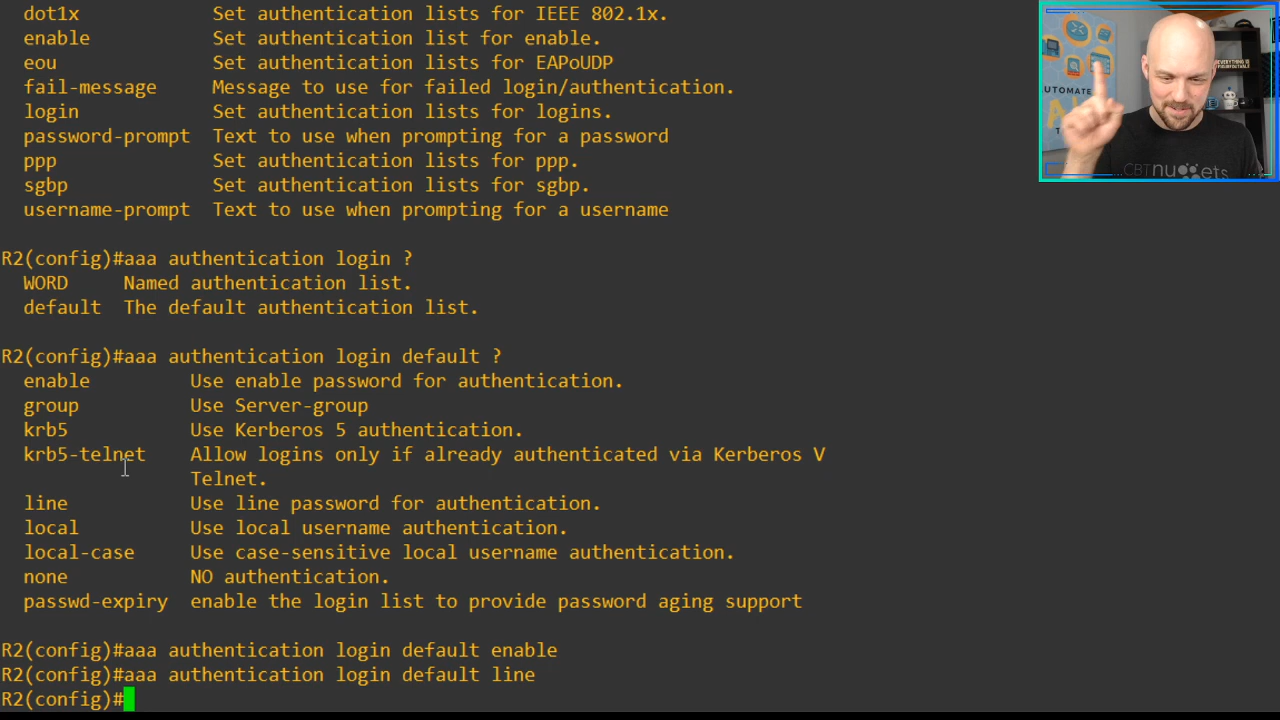 dot1x Set authentication lists for IEEE 802.1x.
enable Set authentication list for enable.
eou Set authentication lists for EAPoUDP
fail-message Message to use for failed login/authentication.
login Set authentication lists for logins.
password-prompt Text to use when prompting for a password
ppp Set authentication lists for ppp.
sgbp Set authentication lists for sgbp.
username-prompt Text to use when prompting for a username
R2(config)#aaa authentication login ?
WORD Named authentication list.
default The default authentication list.
R2(config)#aaa authentication login default ?
enable Use enable password for authentication.
group Use Server-group
krb5 Use Kerberos 5 authentication.
krb5-telnet Allow logins only if already authenticated via Kerberos V
Telnet.
line Use line password for authentication.
local Use local username authentication.
local-case Use case-sensitive local username authentication.
none NO authentication.
passwd-expiry enable the login list to provide password aging support
R2(config)#aaa authentication login default enable
R2(config)#aaa authentication login default line
R2(config)#
UTOMATE
CBTnuggets